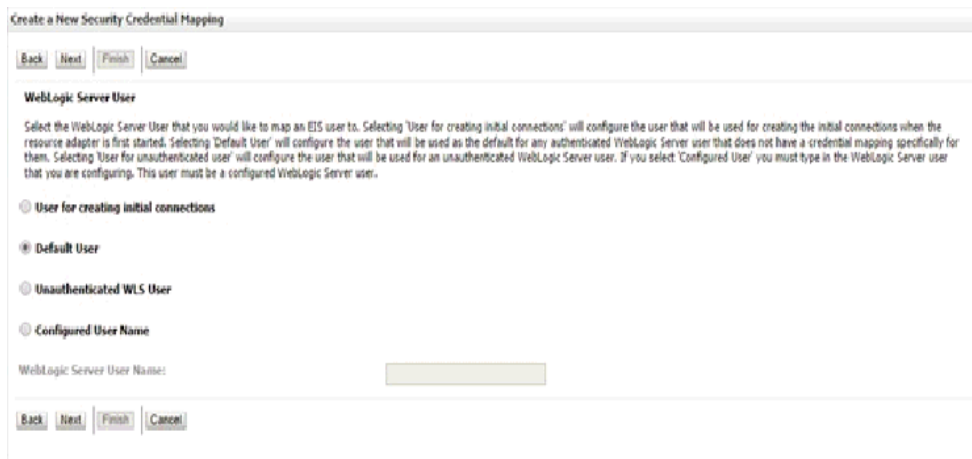 Create a New Security Credential Mapping
Back Next Finish Cancel
WebLogic Server User
Select the WebLogic Server User that you would like to map an EIS user to. Selecting 'User for creating initial connections' will configure the user that will be used for creating the initial connections when the
resource adapter is first started. Selecting 'Default User' will configure the user that will be used as the default for any authenticated WebLogic Server user that does not have a credential mapping specifically for
them. Selecting 'User for unauthenticated user' will configure the user that will be used for an unauthenticated WebLogic Server user. If you select 'Configured User' you must type in the WebLogic Server user
that you are configuring. This user must be a configured WebLogic Server user.
User for creating initial connections
Default User
Unauthenticated WLS User
Configured User Name
WebLogic Server User Name:
Back Next Finish Cancel